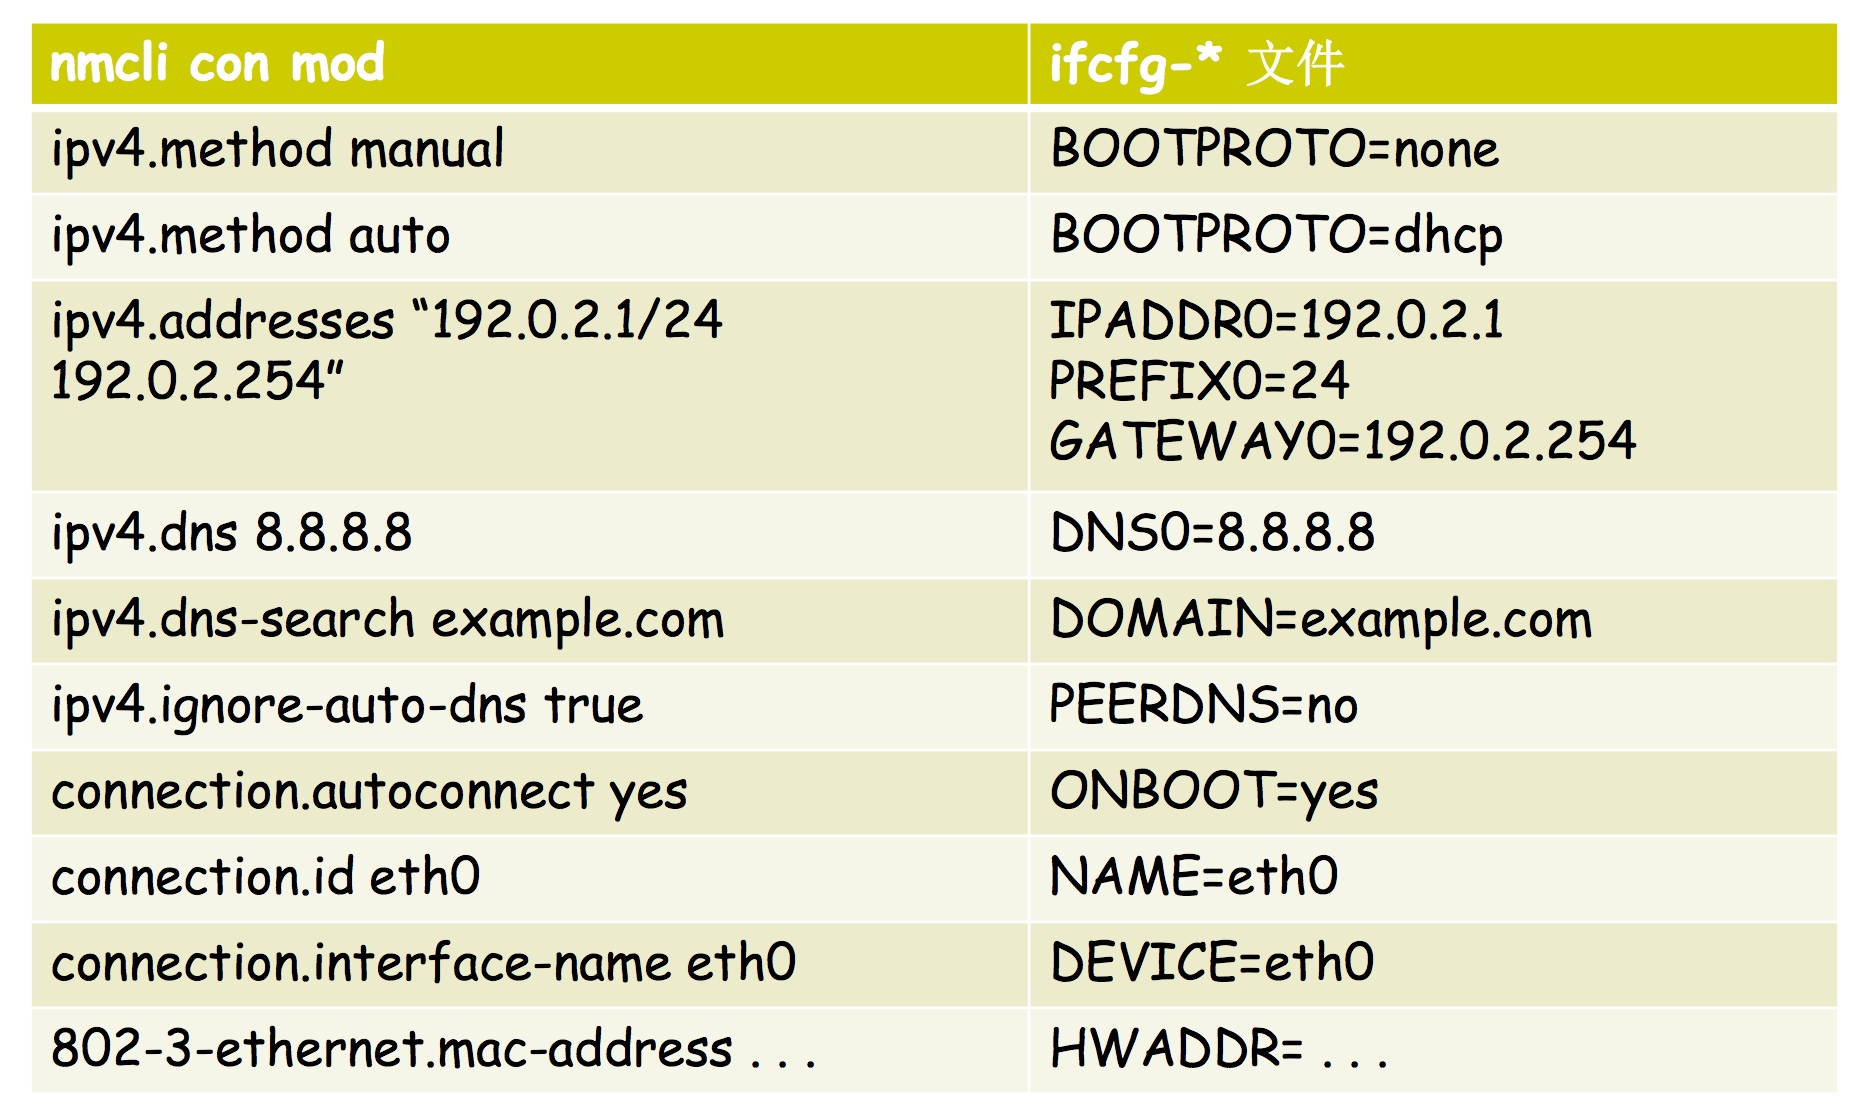 nmcli con mod
ifcfg-* 文件
ipv4.method manual
BOOTPROTO=none
ipv4.method auto
BOOTPROTO=dhcp
ipv4.addresses “192.0.2.1/24
192.0.2.254”
IPADDR0=192.0.2.1
PREFIX0=24
GATEWAY0=192.0.2.254
ipv4.dns 8.8.8.8
DNS0=8.8.8.8
ipv4.dns-search example.com
DOMAIN=example.com
ipv4.ignore-auto-dns true
PEERDNS=no
connection.autoconnect yes
ONBOOT=yes
connection.id eth0
NAME=eth0
connection.interface-name eth0
DEVICE=eth0
802-3-ethernet.mac-address . . .
HWADDR= . . .